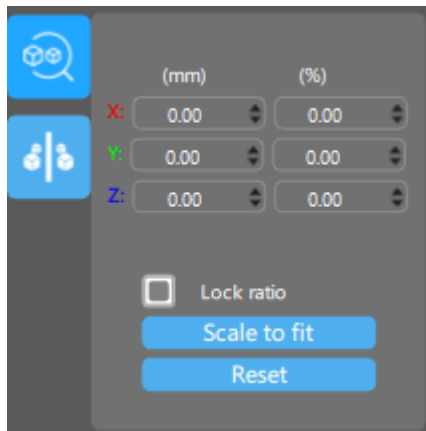 (mm) (%)
X: 0.00 0.00
Y: 0.00 0.00
Z: 0.00 0.00
Lock ratio
Scale to fit
Reset